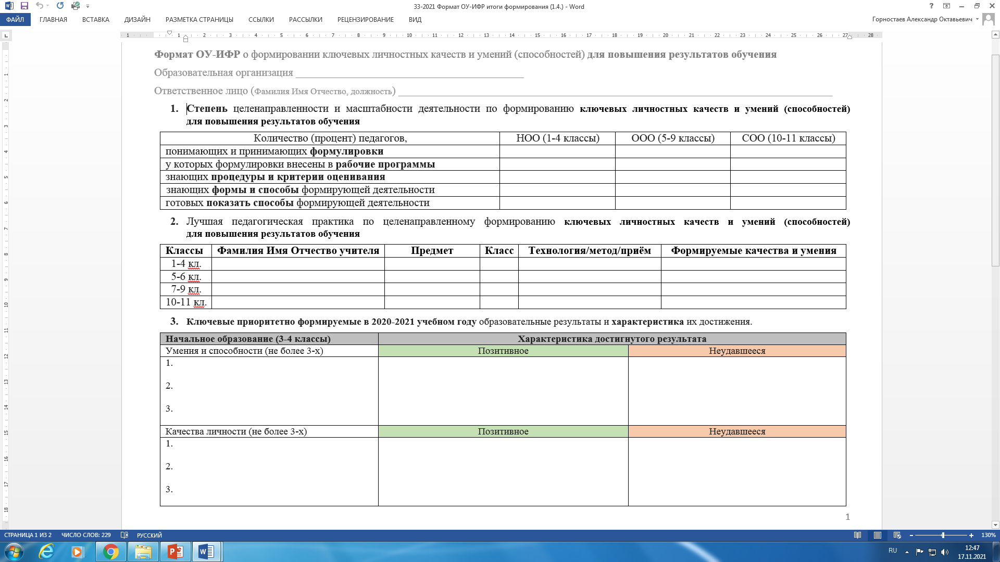 33-2021 Формат ОУ-ИФР итоги формирования (1.4.) - Word
ФАЙЛ ГЛАВНАЯ ВСТАВКА ДИЗАЙН РАЗМЕТКА СТРАНИЦЫ ССЫЛКИ РАССЫЛКИ РЕЦЕНЗИРОВАНИЕ ВИД Горностаев Александр Октавьевич
1 1 2 3 4 5 6 7 8 9 10 11 12 13 14 15 16 17 18 19 20 21 22 23 24 25 26 27 28
Формат ОУ-ИФР о формировании ключевых личностных качеств и умений (способностей) для повышения результатов обучения
Образовательная организация ____________
Ответственное лицо (Фамилия Имя Отчество, должность) ____________
1. Степень целенаправленности и масштабности деятельности по формированию ключевых личностных качеств и умений (способностей)
для повышения результатов обучения
Количество (процент) педагогов, НОО (1-4 классы) ООО (5-9 классы) СОО (10-11 классы)
понимающих и принимающих формулировки
у которых формулировки внесены в рабочие программы
знающих процедуры и критерии оценивания
знающих формы и способы формирующей деятельности
готовых показать способы формирующей деятельности
2. Лучшая педагогическая практика по целенаправленному формированию ключевых личностных качеств и умений (способностей)
для повышения результатов обучения
Классы Фамилия Имя Отчество учителя Предмет Класс Технология/метод/приём Формируемые качества и умения
1-4 кл.
5-6 кл.
7-9 кл.
10-11 кл.
3. Ключевые приоритетно формируемые в 2020-2021 учебном году образовательные результаты и характеристика их достижения.
Начальное образование (3-4 классы) Характеристика достигнутого результата
Умения и способности (не более 3-х) Позитивное Неудавшееся
1.
2.
3.
Качества личности (не более 3-х) Позитивное Неудавшееся
1.
2.
3.
1
СТРАНИЦА 1 ИЗ 2 ЧИСЛО СЛОВ: 229 РУССКИЙ 130%
RU 12:47
17.11.2021